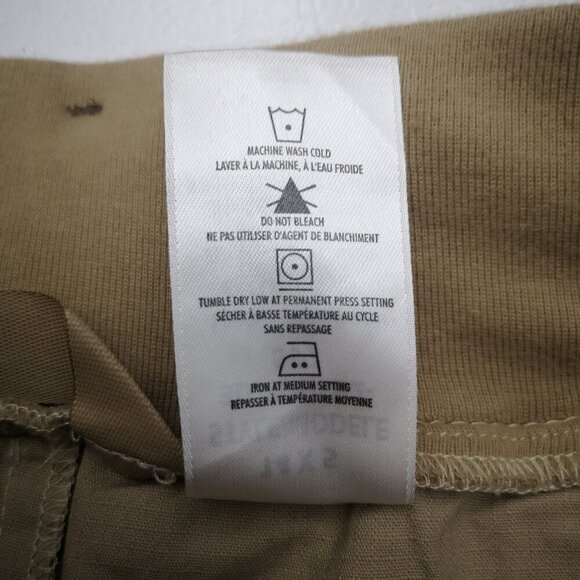 MACHINE WASH COLD
LAVER À LA MACHINE, À L'EAU FROIDE
DO NOT BLEACH
NE PAS UTILISER D'AGENT DE BLANCHIMENT
TUMBLE DRY LOW AT PERMANENT PRESS SETTING
SÉCHER À BASSE TEMPÉRATURE AU CYCLE
SANS REPASSAGE
IRON AT MEDIUM SETTING
REPASSER À TEMPÉRATURE MOYENNE